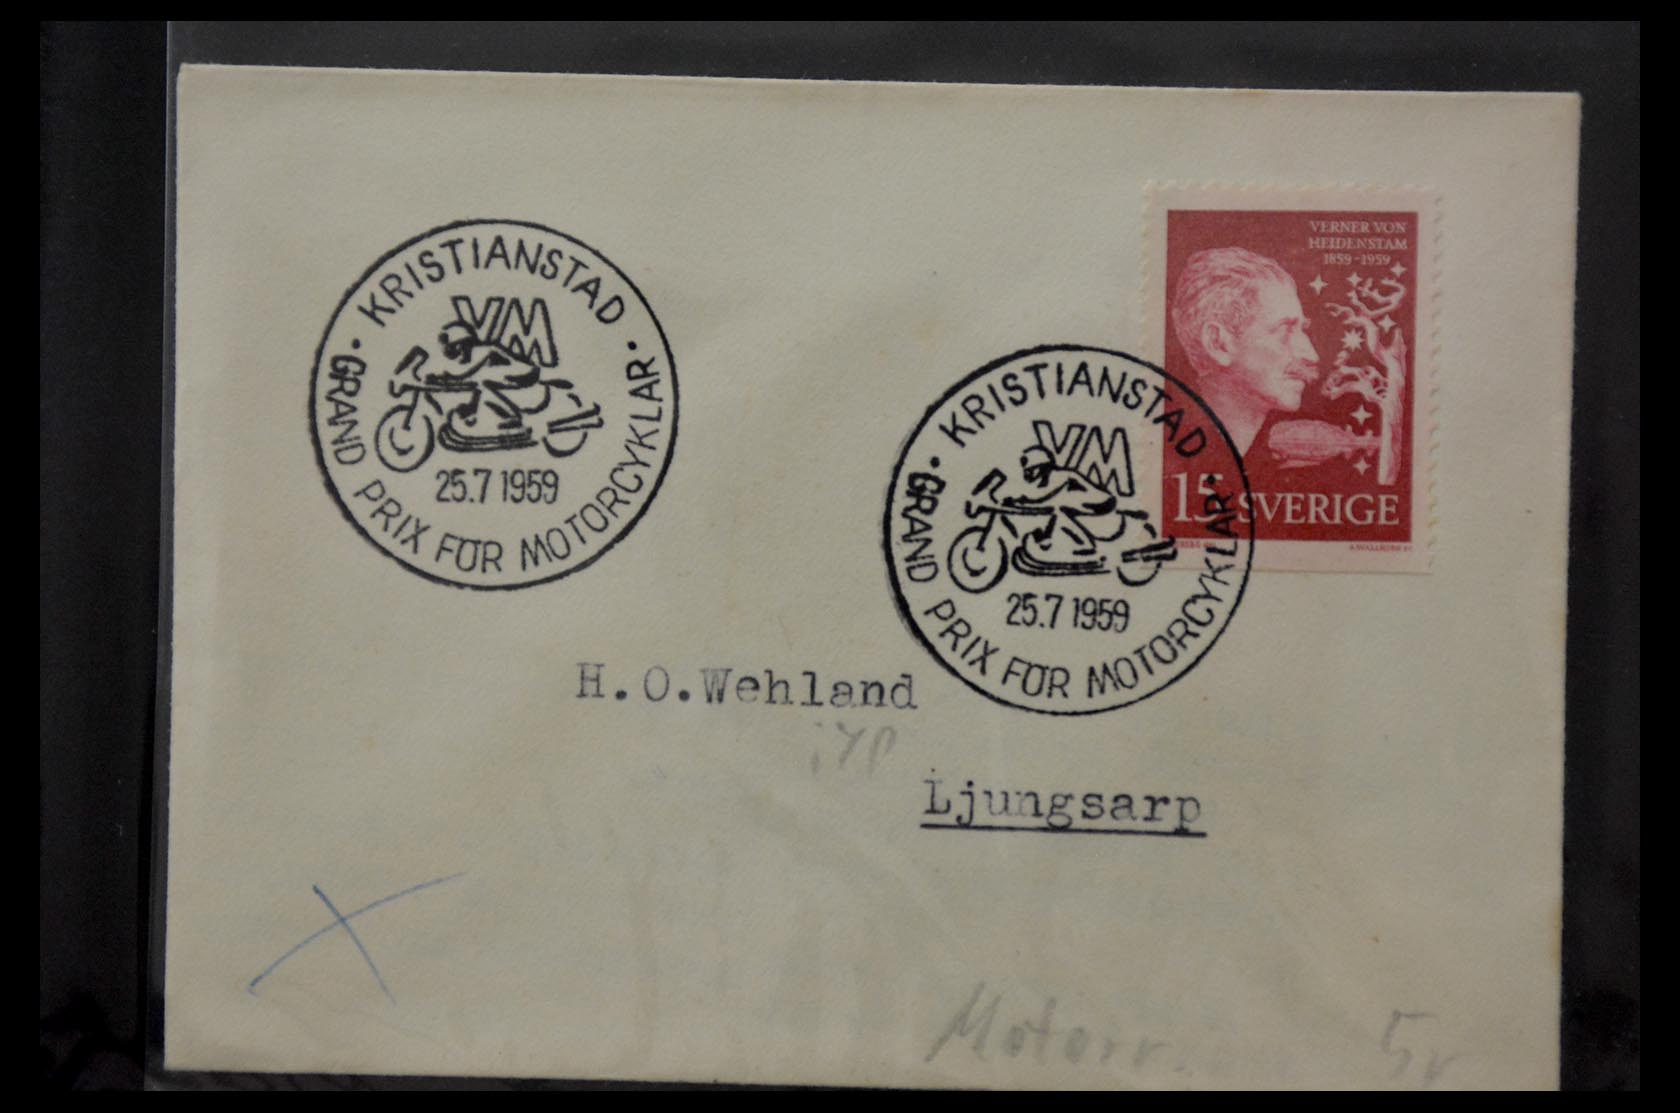 · KRISTIANSTAD ·
VM
25.7 1959
GRAND PRIX FÖR MOTORCYKLAR
VERNER VON
HEIDENSTAM
1859-1959
15 SVERIGE
· KRISTIANSTAD ·
VM
25.7 1959
GRAND PRIX FÖR MOTORCYKLAR
H.O.Wehland
Ljungsarp
Motorr.